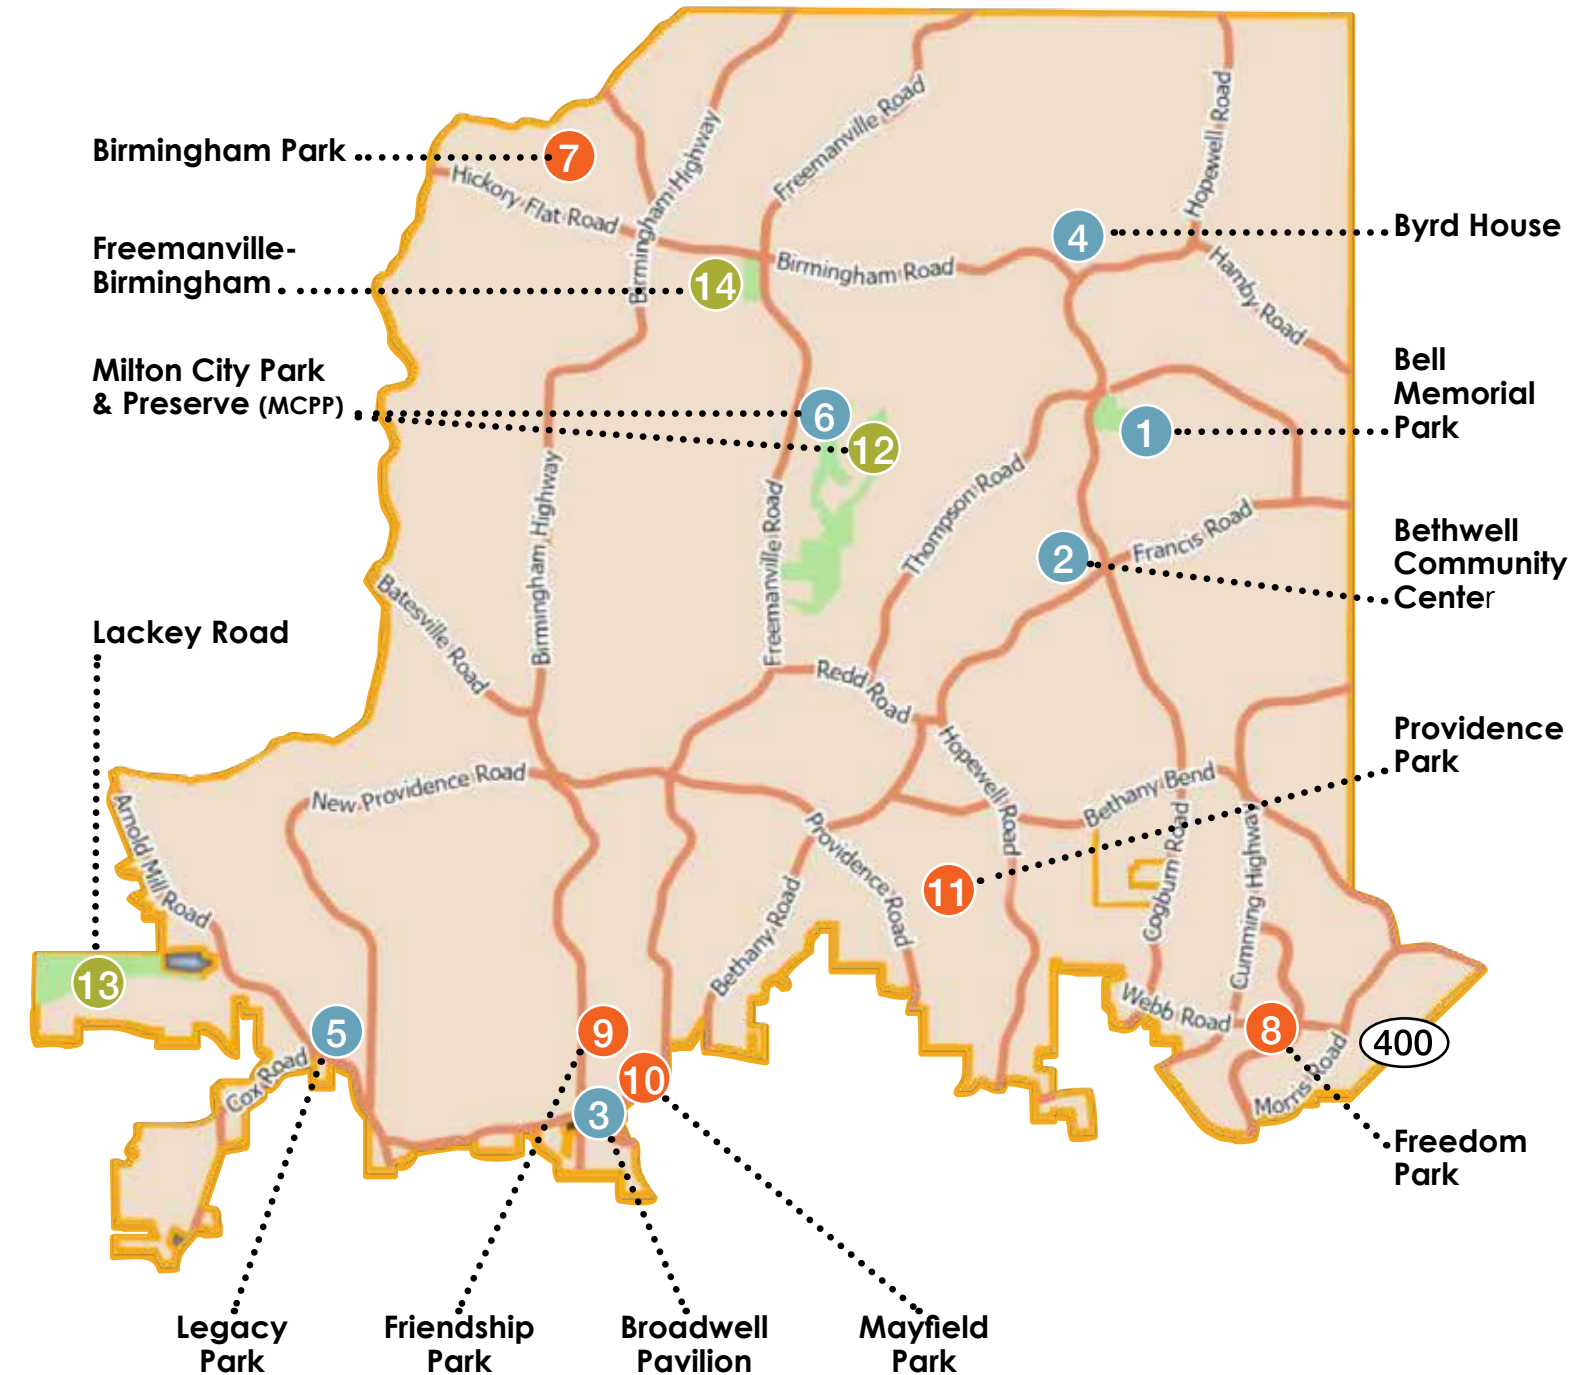 Birmingham Park
7
Birmingham Highway
Freemanville Road
Hopewell Road
Hickory Flat Road
Byrd House
4
Freemanville-
Birmingham
14
Birmingham Highway
Birmingham Road
Hamby Road
Milton City Park
& Preserve (MCPP)
6
12
Bell
Memorial
Park
1
Birmingham Highway
Freemanville Road
Thompson Road
Francis Road
2
Bethwell
Community
Center
Batesville Road
Lackey Road
Redd Road
Hopewell Road
Providence
Park
New Providence Road
Bethany Bend
Arnold Mill Road
Providence Road
Bethany Road
11
Cogburn Road
Cumming Highway
13
Webb Road
8
400
5
9
10
3
Cox Road
Morris Road
Freedom
Park
Legacy
Park
Friendship
Park
Broadwell
Pavilion
Mayfield
Park